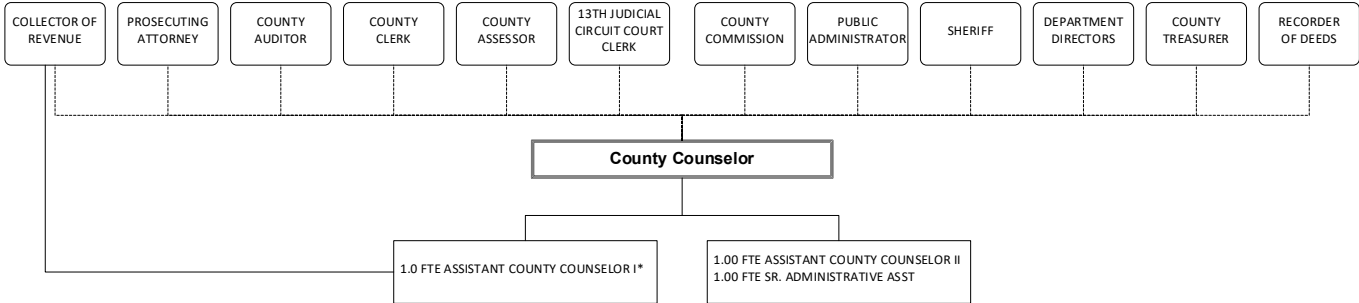 COLLECTOR OF
REVENUE
PROSECUTING
ATTORNEY
COUNTY
AUDITOR
COUNTY
CLERK
COUNTY
ASSESSOR
13TH JUDICIAL
CIRCUIT COURT
CLERK
COUNTY
COMMISSION
PUBLIC
ADMINISTRATOR
SHERIFF
DEPARTMENT
DIRECTORS
COUNTY
TREASURER
RECORDER
OF DEEDS
County Counselor
1.0 FTE ASSISTANT COUNTY COUNSELOR I*
1.00 FTE ASSISTANT COUNTY COUNSELOR II
1.00 FTE SR. ADMINISTRATIVE ASST